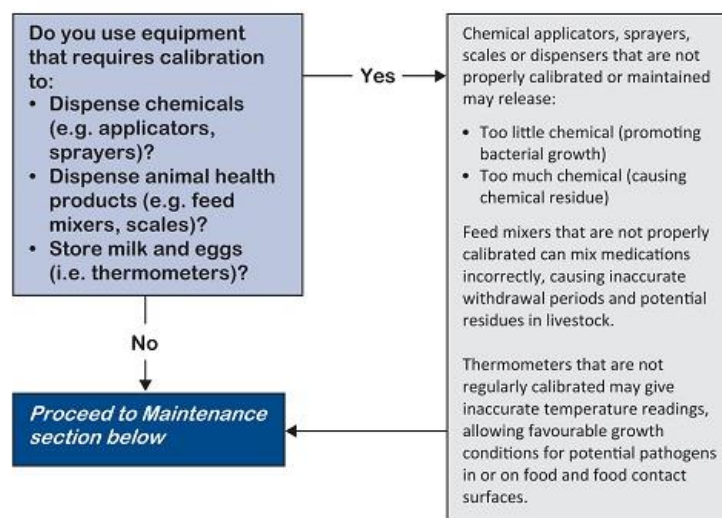 Do you use equipment
that requires calibration
to:
• Dispense chemicals
(e.g. applicators,
sprayers)?
• Dispense animal health
products (e.g. feed
mixers, scales)?
• Store milk and eggs
(i.e. thermometers)?
Yes
Chemical applicators, sprayers,
scales or dispensers that are not
properly calibrated or maintained
may release:
• Too little chemical (promoting
bacterial growth)
• Too much chemical (causing
chemical residue)
Feed mixers that are not properly
calibrated can mix medications
incorrectly, causing inaccurate
withdrawal periods and potential
residues in livestock.
Thermometers that are not
regularly calibrated may give
inaccurate temperature readings,
allowing favourable growth
conditions for potential pathogens
in or on food and food contact
surfaces.
No
Proceed to Maintenance
section below